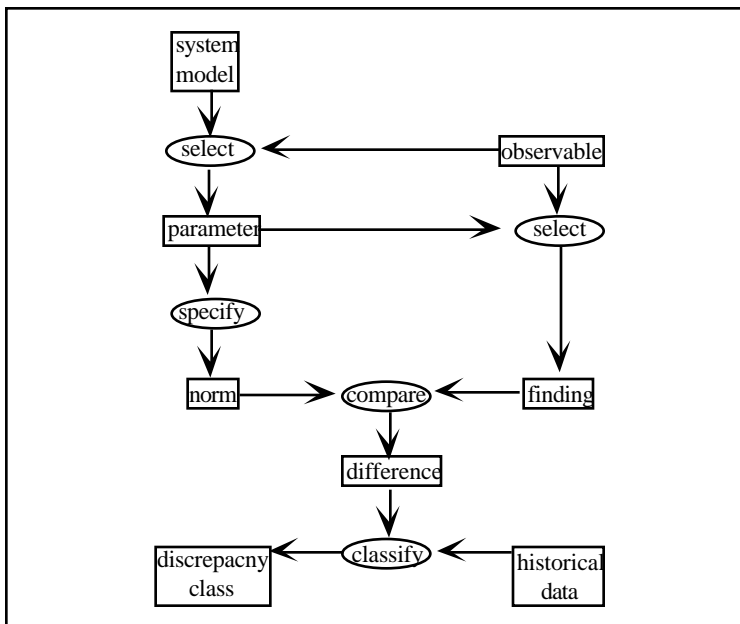 system
model
select
observable
parameter
select
specify
norm
compare
finding
difference
discrepacny
class
classify
historical
data